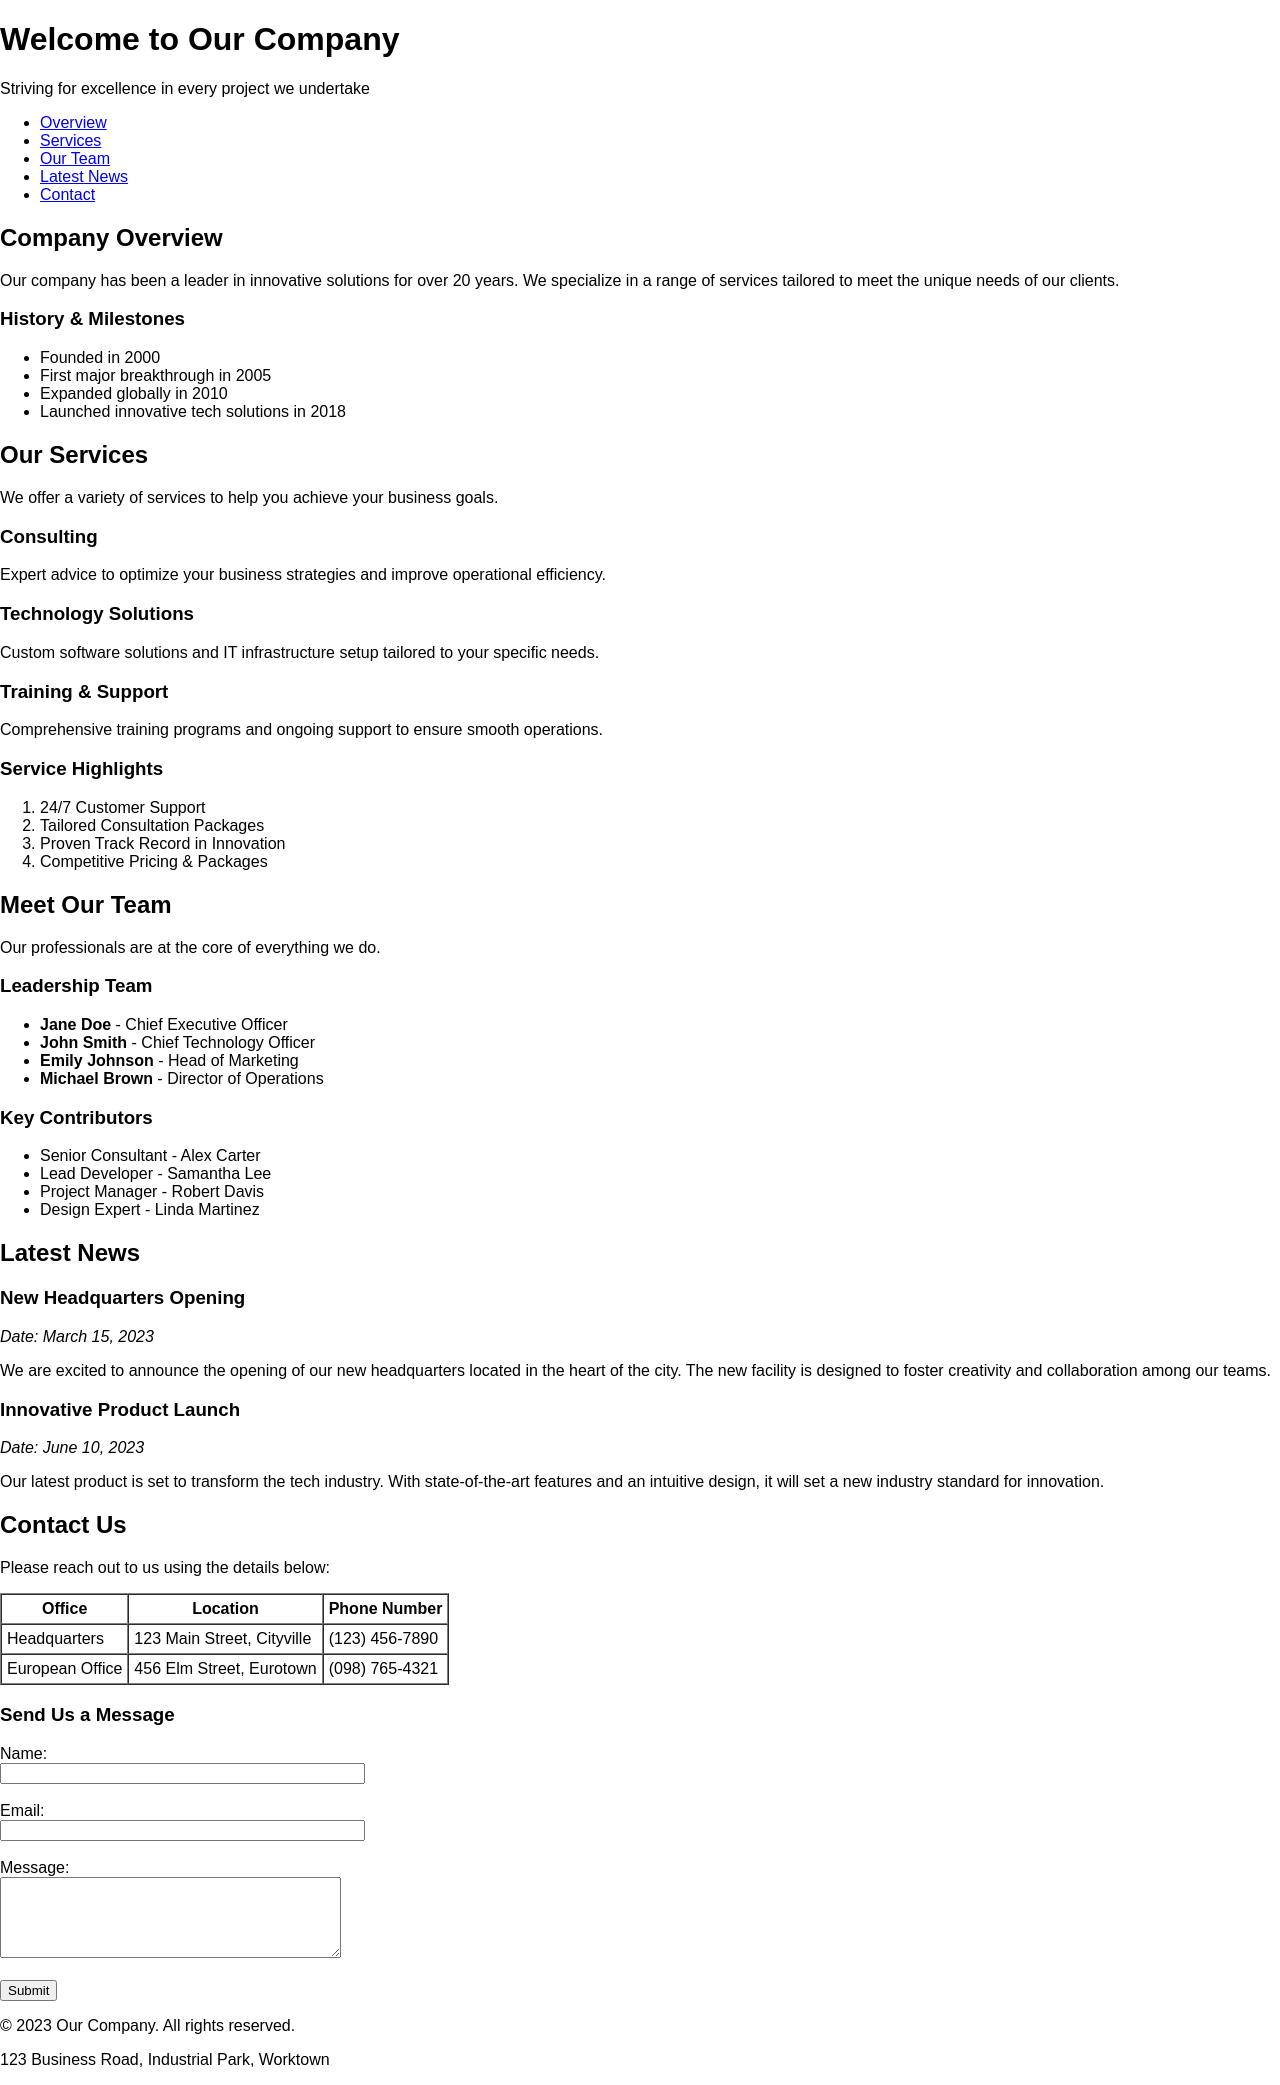 Welcome to Our Company
Striving for excellence in every project we undertake
Overview
Services
Our Team
Latest News
Contact
Company Overview
Our company has been a leader in innovative solutions for over 20 years. We specialize in a range of services tailored to meet the unique needs of our clients.
History & Milestones
Founded in 2000
First major breakthrough in 2005
Expanded globally in 2010
Launched innovative tech solutions in 2018
Our Services
We offer a variety of services to help you achieve your business goals.
Consulting
Expert advice to optimize your business strategies and improve operational efficiency.
Technology Solutions
Custom software solutions and IT infrastructure setup tailored to your specific needs.
Training & Support
Comprehensive training programs and ongoing support to ensure smooth operations.
Service Highlights
1. 24/7 Customer Support
2. Tailored Consultation Packages
3. Proven Track Record in Innovation
4. Competitive Pricing & Packages
Meet Our Team
Our professionals are at the core of everything we do.
Leadership Team
Jane Doe - Chief Executive Officer
John Smith - Chief Technology Officer
Emily Johnson - Head of Marketing
Michael Brown - Director of Operations
Key Contributors
Senior Consultant - Alex Carter
Lead Developer - Samantha Lee
Project Manager - Robert Davis
Design Expert - Linda Martinez
Latest News
New Headquarters Opening
Date: March 15, 2023
We are excited to announce the opening of our new headquarters located in the heart of the city. The new facility is designed to foster creativity and collaboration among our teams.
Innovative Product Launch
Date: June 10, 2023
Our latest product is set to transform the tech industry. With state-of-the-art features and an intuitive design, it will set a new industry standard for innovation.
Contact Us
Please reach out to us using the details below:
Office Location Phone Number
Headquarters 123 Main Street, Cityville (123) 456-7890
European Office 456 Elm Street, Eurotown (098) 765-4321
Send Us a Message
Name:
Email:
Message:
Submit
© 2023 Our Company. All rights reserved.
123 Business Road, Industrial Park, Worktown